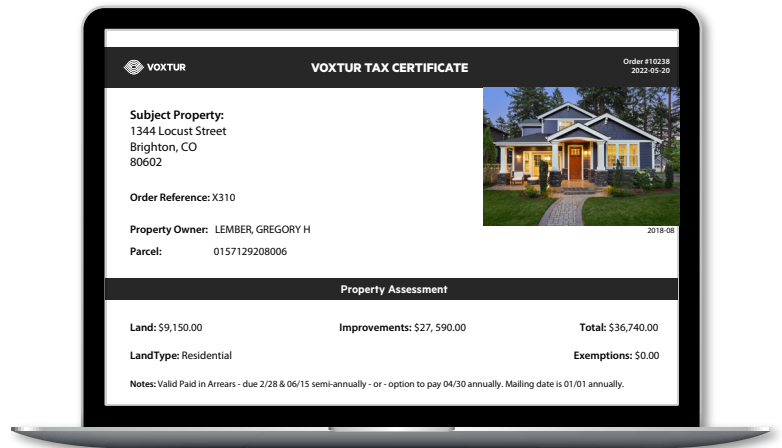 VOXTUR
VOXTUR TAX CERTIFICATE
Order #10238
2022-05-20
Subject Property:
1344 Locust Street
Brighton, CO
80602
Order Reference: X310
2018-08
Property Owner: LEMBER, GREGORY H
Parcel: 0157129208006
Property Assessment
Land: $9,150.00 Improvements: $27, 590.00 Total: $36,740.00
LandType: Residential Exemptions: $0.00
Notes: Valid Paid in Arrears - due 2/28 & 06/15 semi-annually - or - option to pay 04/30 annually. Mailing date is 01/01 annually.